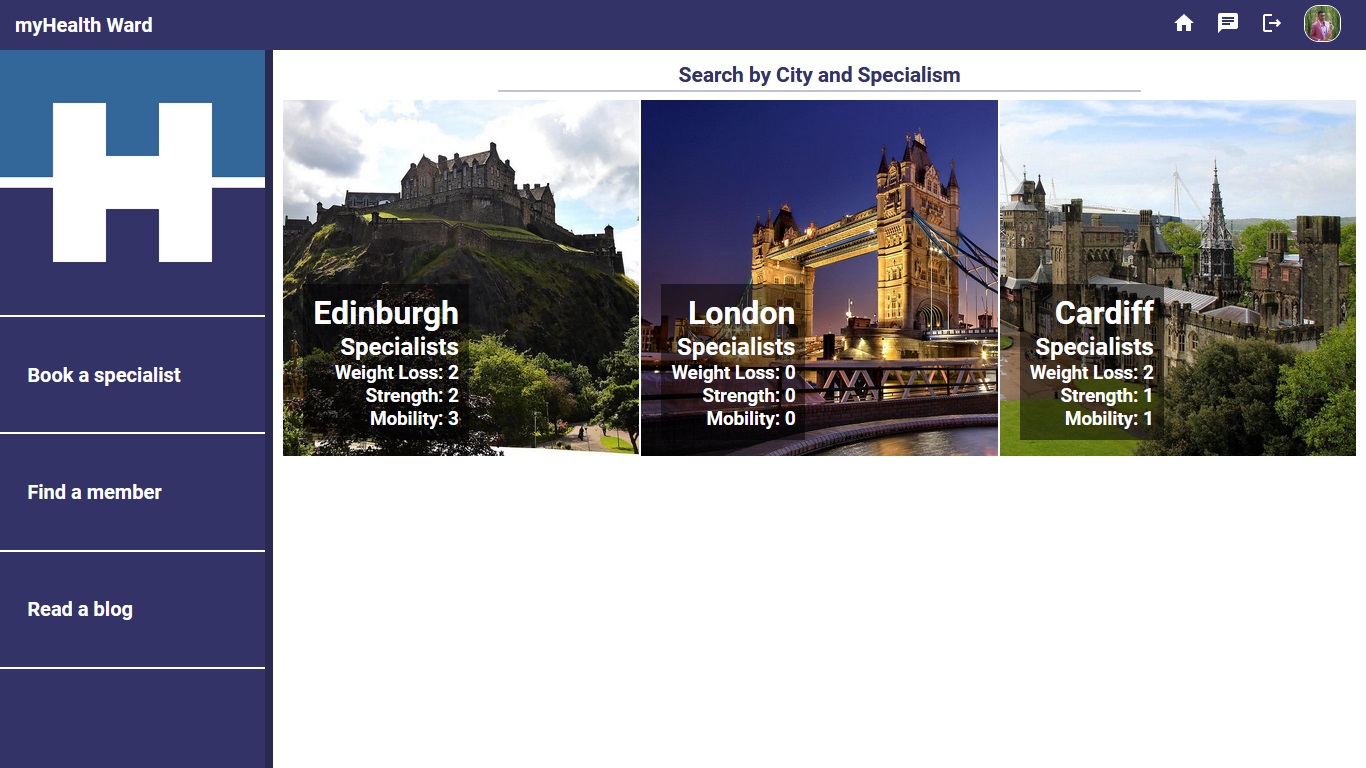 myHealth Ward
Search by City and Specialism
H
Book a specialist
Find a member
Read a blog
Edinburgh
Specialists
Weight Loss: 2
Strength: 2
Mobility: 3
London
Specialists
Weight Loss: 0
Strength: 0
Mobility: 0
Cardiff
Specialists
Weight Loss: 2
Strength: 1
Mobility: 1